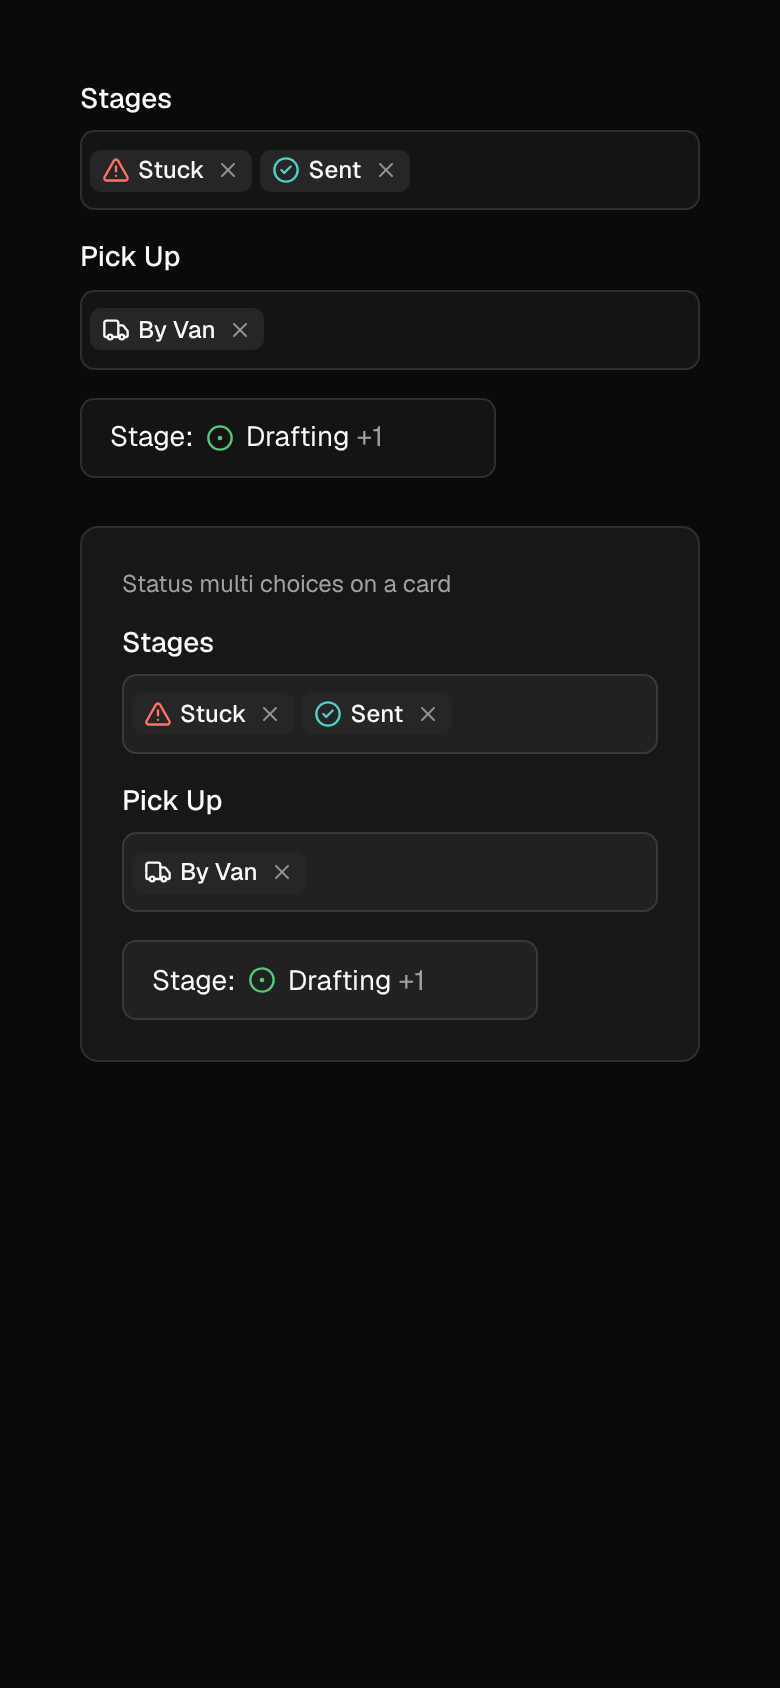 Stages
Stuck Sent
Pick Up
By Van
Stage: Drafting +1
Status multi choices on a card
Stages
Stuck Sent
Pick Up
By Van
Stage: Drafting +1